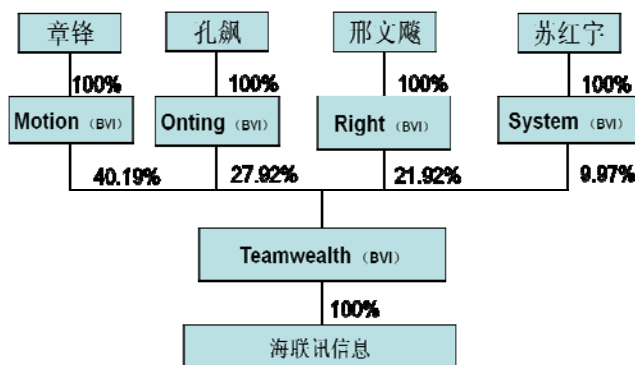 章锋 孔飙 邢文飚 苏红宇
100% 100% 100% 100%
Motion（BVI） Onting（BVI） Right（BVI） System（BVI）
40.19% 27.92% 21.92% 9.97%
Teamwealth（BVI）
100%
海联讯信息